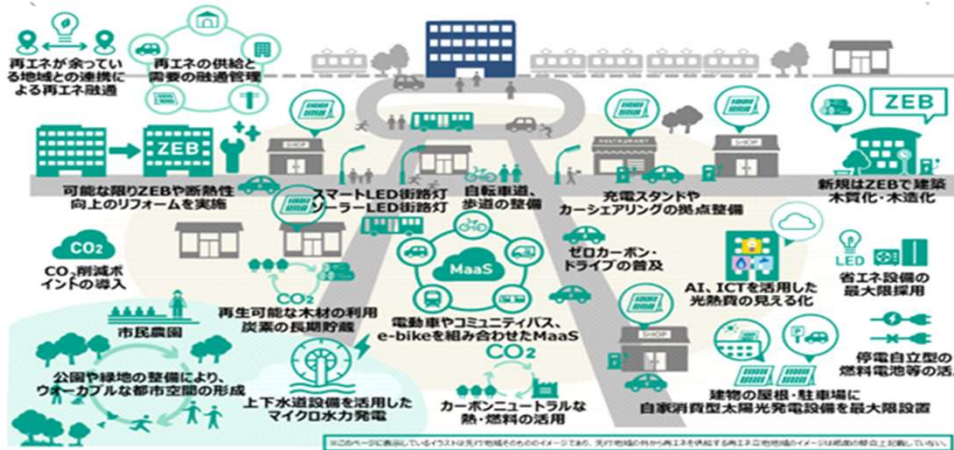 再エネが余ってい
る地域との連携に
よる再エネ融通
再エネの供給と
需要の融通管理
ZEB
SHOP
RESTAURANT
SHOP
ZEB
可能な限りZEBや断熱性
向上のリフォームを実施
スマートLED街路灯
ソーラーLED街路灯
自転車道、
歩道の整備
充電スタンドや
カーシェアリングの拠点整備
新規はZEBで建築
木質化・木造化
CO2
CO2削減ポ
イントの導入
CO2
再生可能な木材の利用
炭素の長期貯蔵
MaaS
電動車やコミュニティバス、
e-bikeを組み合わせたMaaS
ゼロカーボン・
ドライブの普及
AI、ICTを活用した
光熱費の見える化
LED
省エネ設備の
最大限採用
市民農園
公園や緑地の整備により、
ウォーカブルな都市空間の形成
上下水道設備を活用した
マイクロ水力発電
CO2
カーボンニュートラルな
熱・燃料の活用
SHOP
建物の屋根・駐車場に
自家消費型太陽光発電設備を最大限設置
停電自立型の
燃料電池等の活